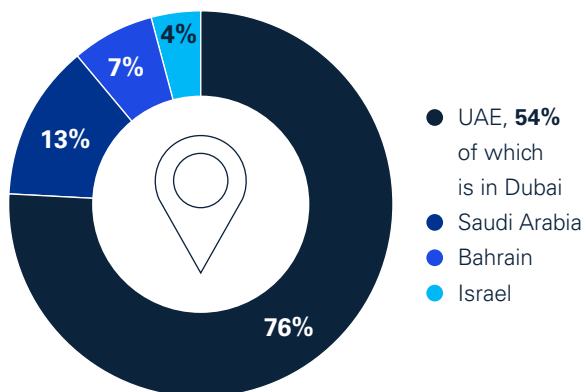 4%
7%
13%
76%
UAE, 54%
of which
is in Dubai
Saudi Arabia
Bahrain
Israel